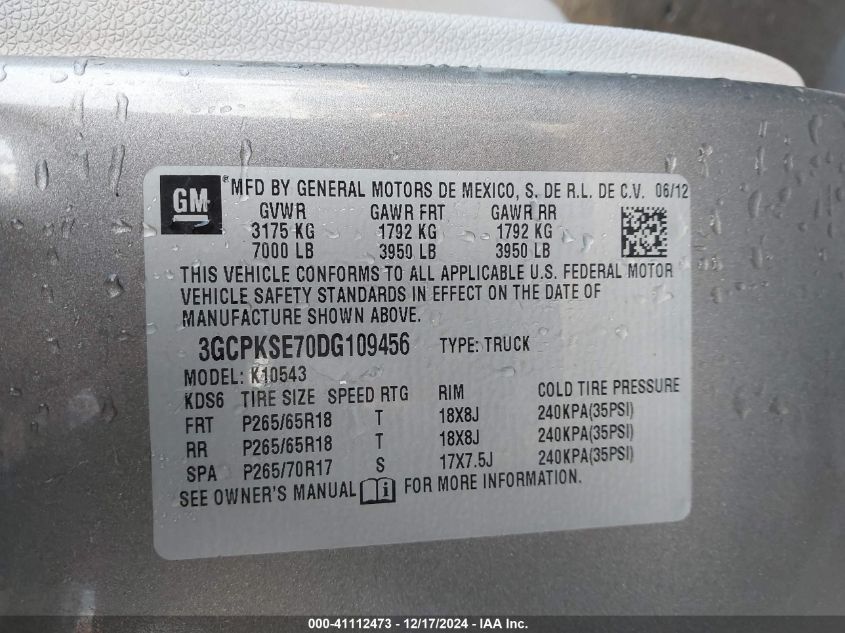 GM ® MFD BY GENERAL MOTORS DE MEXICO, S. DE R.L. DE C.V. 06/12
GVWR GAWR FRT GAWR RR
3175 KG 1792 KG 1792 KG
7000 LB 3950 LB 3950 LB
THIS VEHICLE CONFORMS TO ALL APPLICABLE U.S. FEDERAL MOTOR
VEHICLE SAFETY STANDARDS IN EFFECT ON THE DATE OF
MANUFACTURE SHOWN ABOVE.
3GCPKSE70DG109456 TYPE: TRUCK
MODEL: K10543
KDS6 TIRE SIZE SPEED RTG RIM COLD TIRE PRESSURE
FRT P265/65R18 T 18X8J 240KPA(35PSI)
RR P265/65R18 T 18X8J 240KPA(35PSI)
SPA P265/70R17 S 17X7.5J 240KPA(35PSI)
SEE OWNER'S MANUAL i FOR MORE INFORMATION.
000-41112473 - 12/17/2024 - IAA Inc.